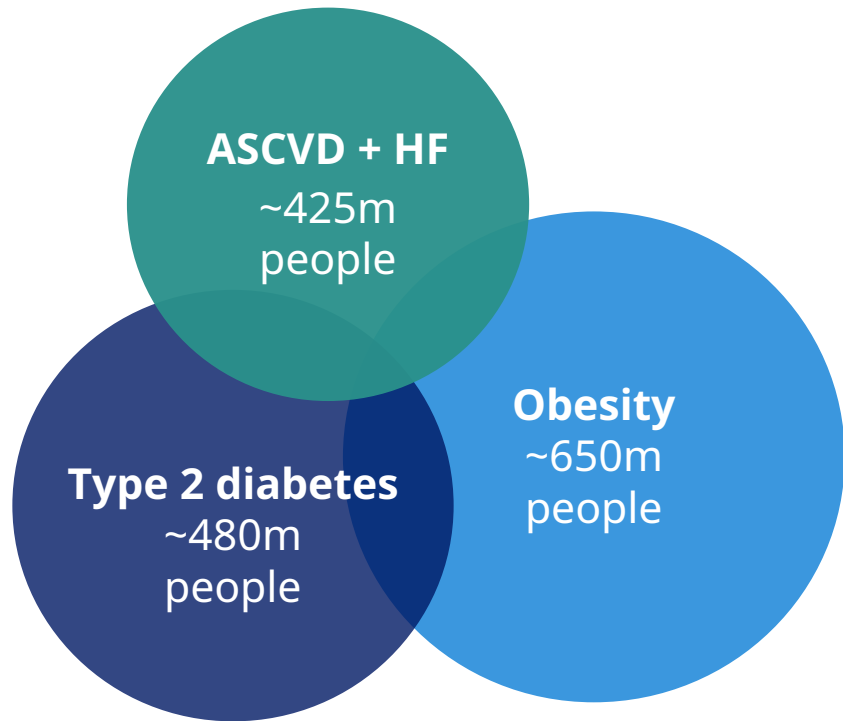 ASCVD + HF
~425m
people
Obesity
~650m
people
Type 2 diabetes
~480m
people